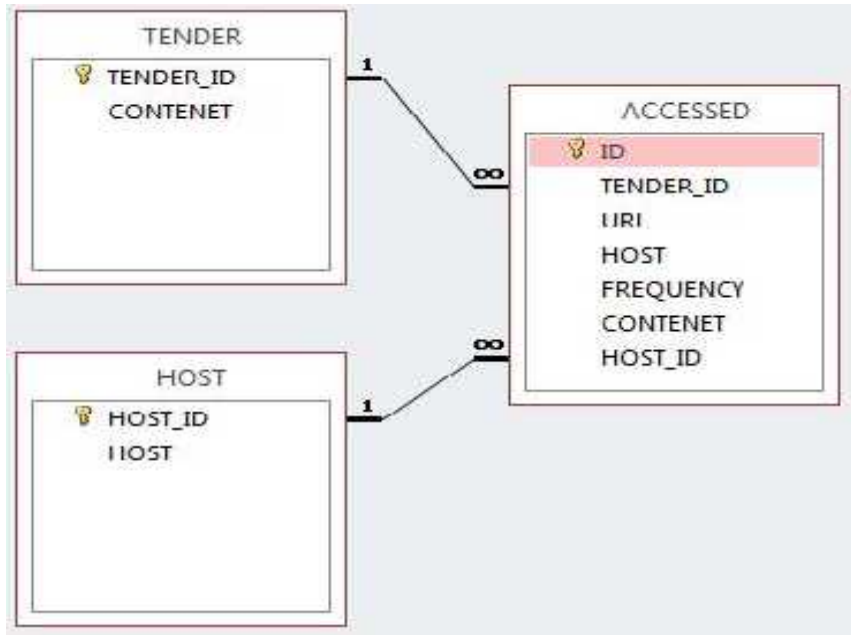 TENDER
TENDER_ID
CONTENET
1
∞
ACCESSED
ID
TENDER_ID
URL
HOST
FREQUENCY
CONTENET
HOST_ID
∞
HOST
HOST_ID
HOST
1